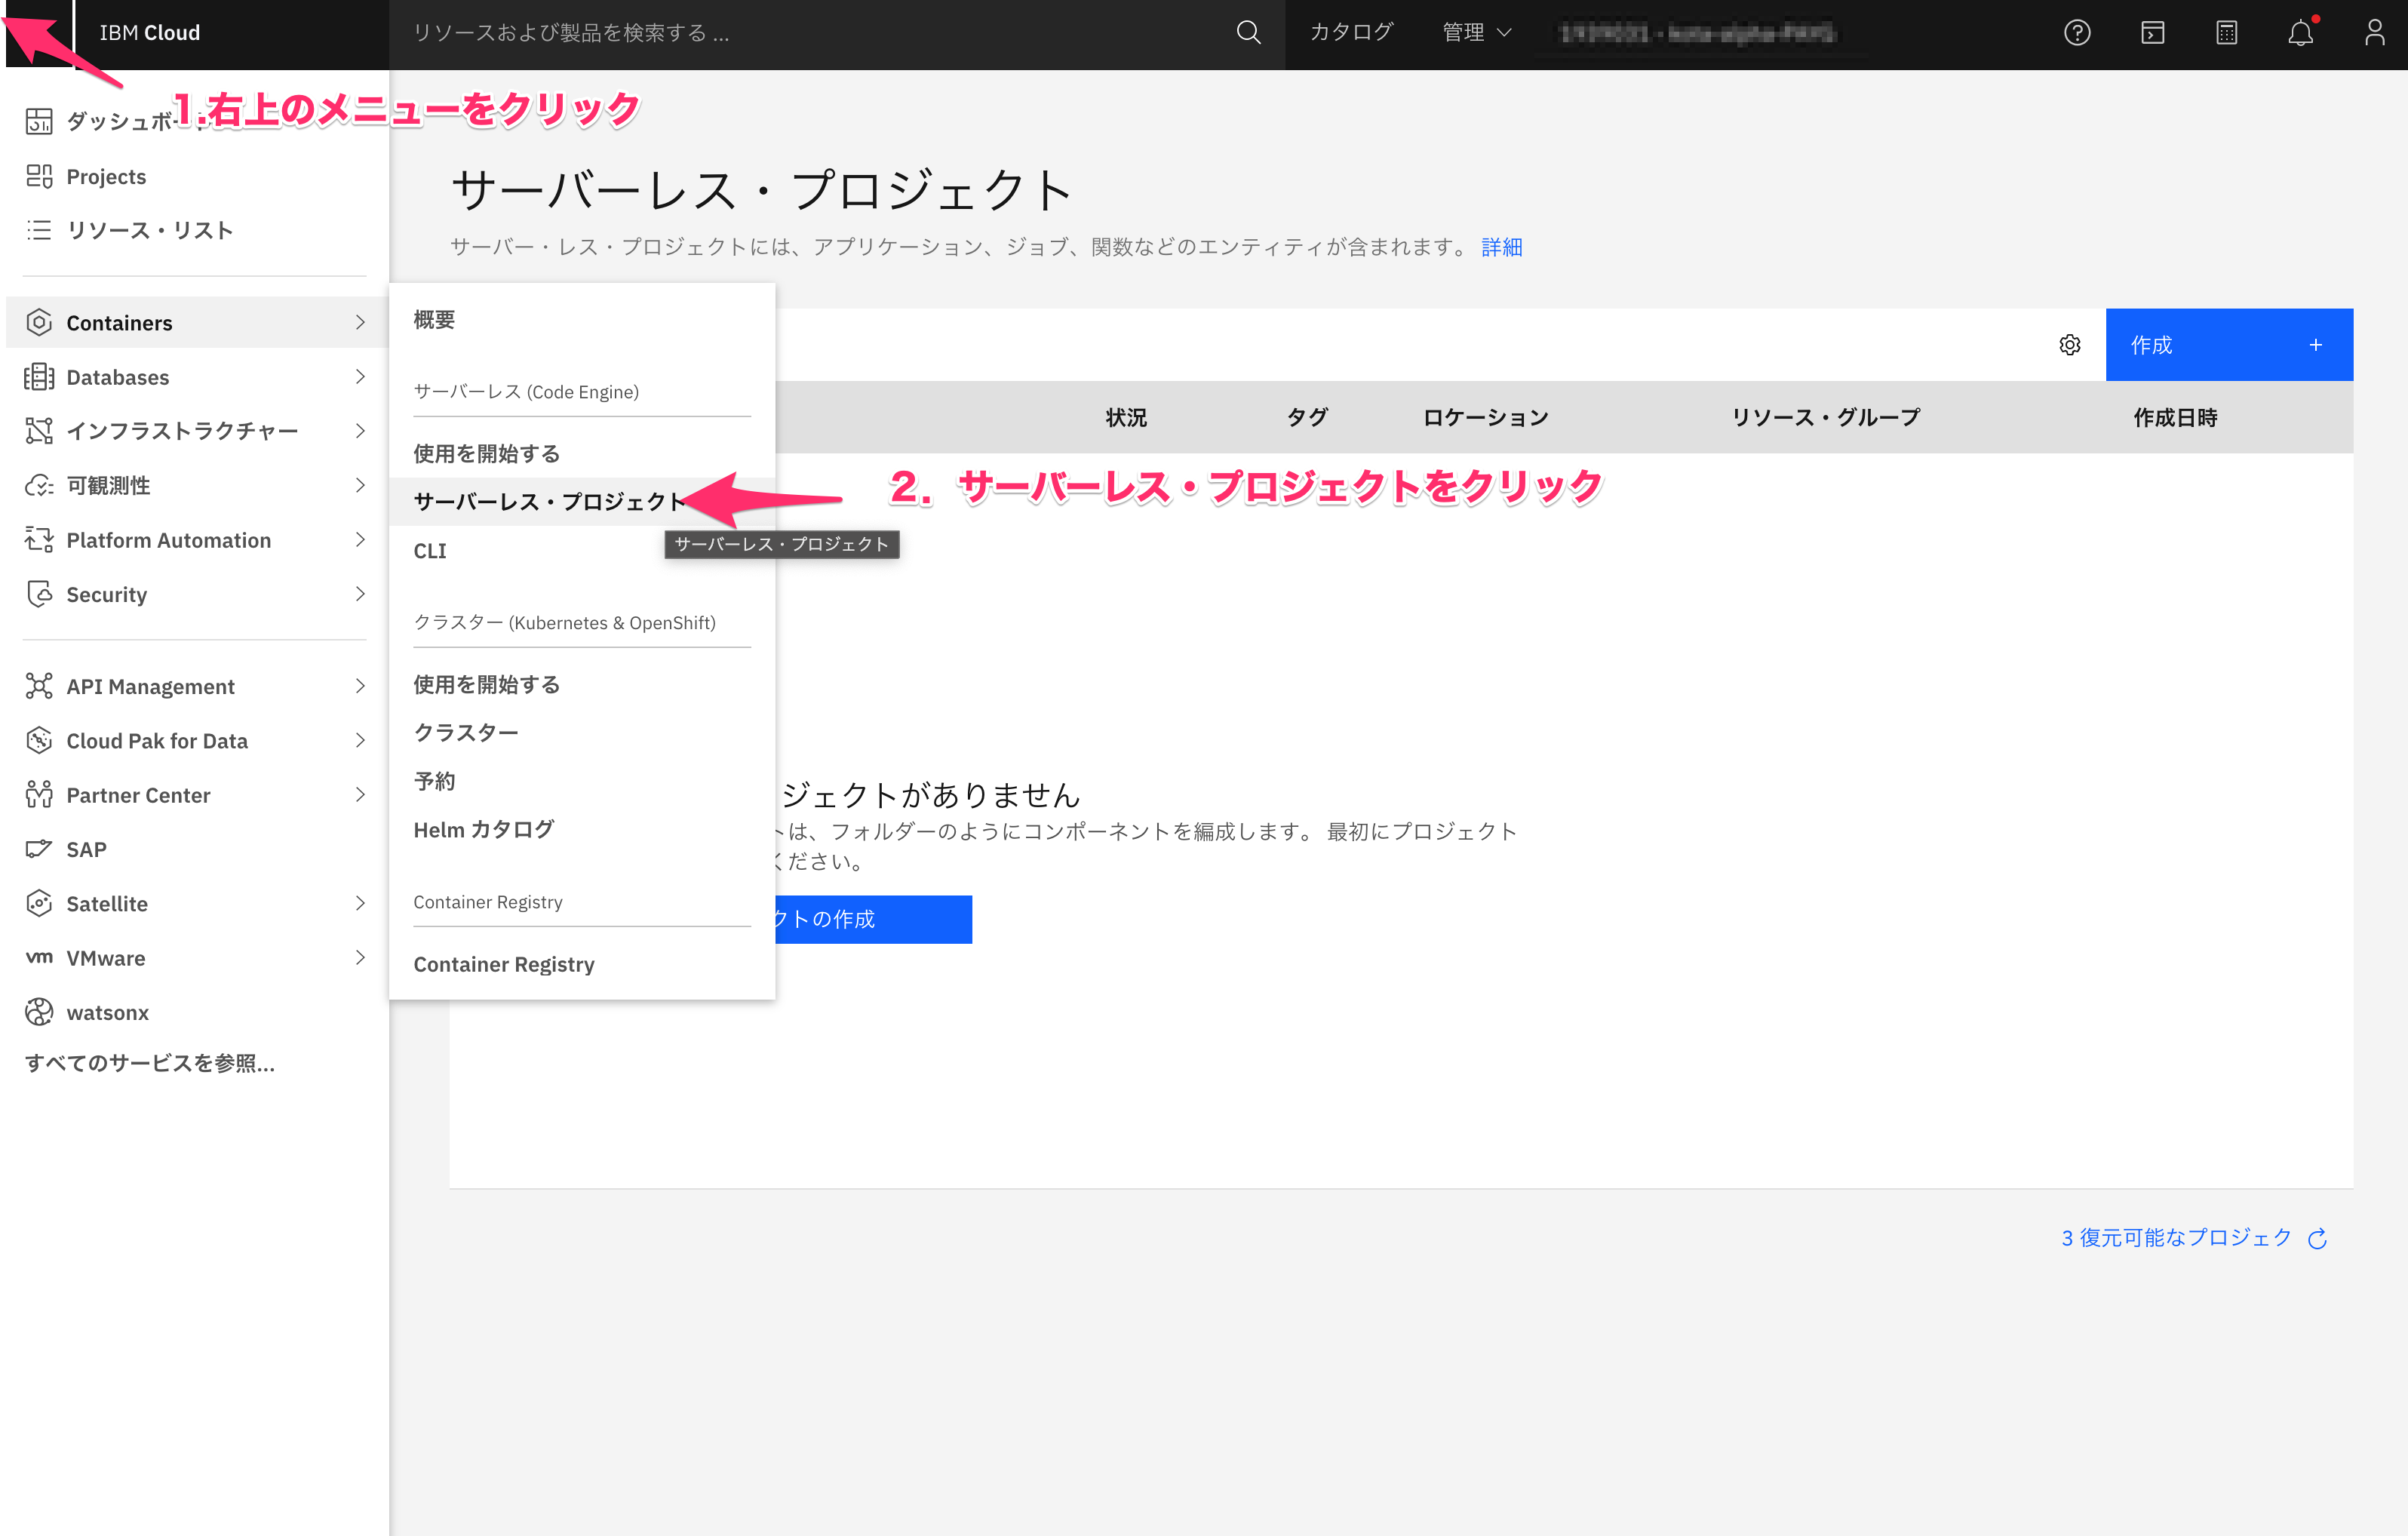 IBM Cloud
リソースおよび製品を検索する ...
カタログ
管理
1.右上のメニューをクリック
ダッシュボード
Projects
リソース・リスト
Containers
Databases
インフラストラクチャー
可観測性
Platform Automation
Security
API Management
Cloud Pak for Data
Partner Center
SAP
Satellite
vm VMware
watsonx
すべてのサービスを参照...
サーバーレス・プロジェクト
サーバー・レス・プロジェクトには、アプリケーション、ジョブ、関数などのエンティティが含まれます。 詳細
概要
サーバーレス (Code Engine)
使用を開始する
サーバーレス・プロジェクト
CLI
クラスター (Kubernetes & OpenShift)
使用を開始する
クラスター
予約
Helm カタログ
Container Registry
Container Registry
作成 +
状況 タグ ロケーション リソース・グループ 作成日時
2. サーバーレス・プロジェクトをクリック
サーバーレス・プロジェクト
ジェクトがありません
トは、フォルダーのようにコンポーネントを編成します。 最初にプロジェクト
ください。
クトの作成
3 復元可能なプロジェク